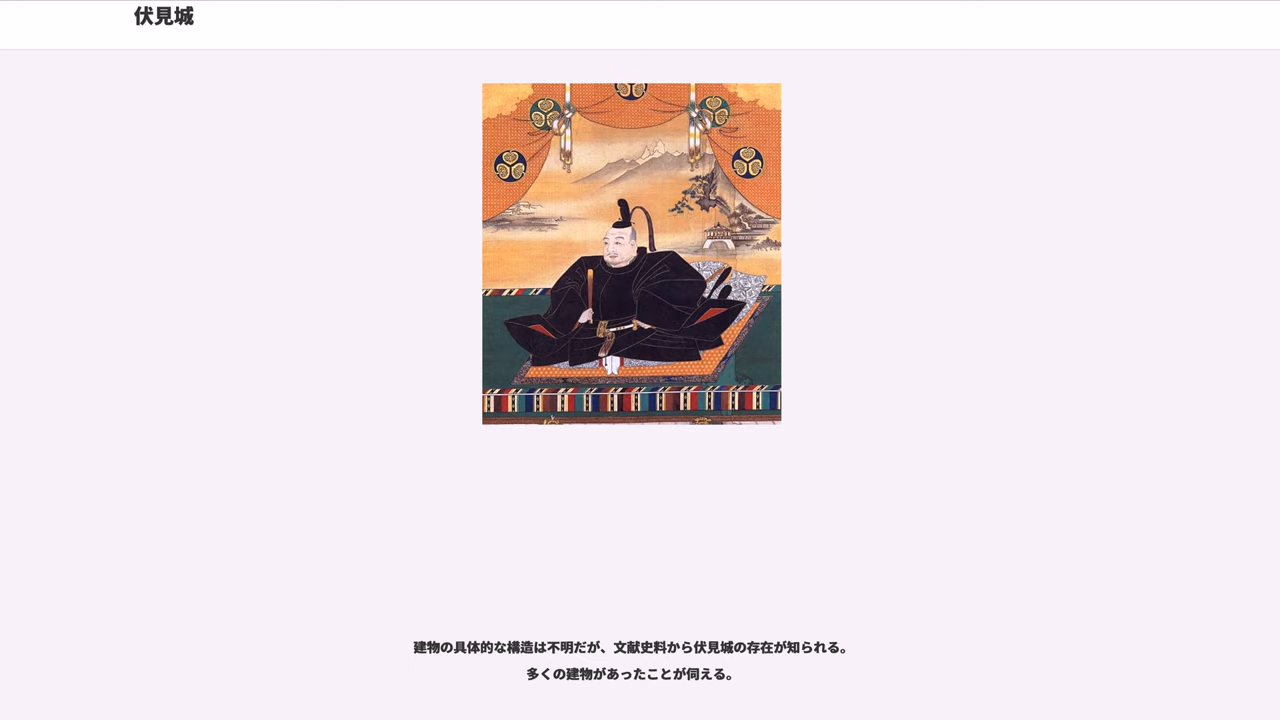 伏見城
建物の具体的な構造は不明だが、文献史料から伏見城の存在が知られる。
多くの建物があったことが伺える。